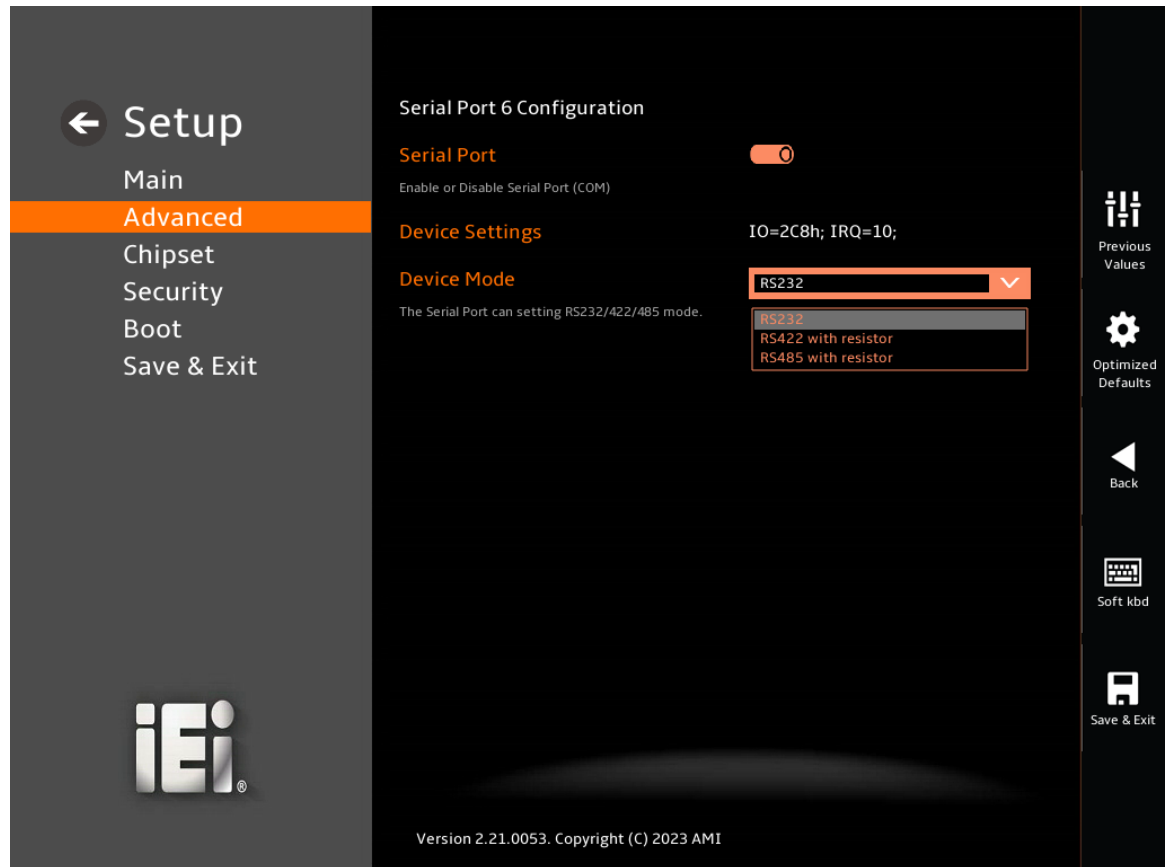 Setup
Main
Advanced
Chipset
Security
Boot
Save & Exit
iEi®
Serial Port 6 Configuration
Serial Port
Enable or Disable Serial Port (COM)
Device Settings
IO=2C8h; IRQ=10;
Device Mode
RS232
The Serial Port can setting RS232/422/485 mode.
RS232
RS422 with resistor
RS485 with resistor
Version 2.21.0053. Copyright (C) 2023 AMI
Previous
Values
Optimized
Defaults
Back
Soft kbd
Save & Exit